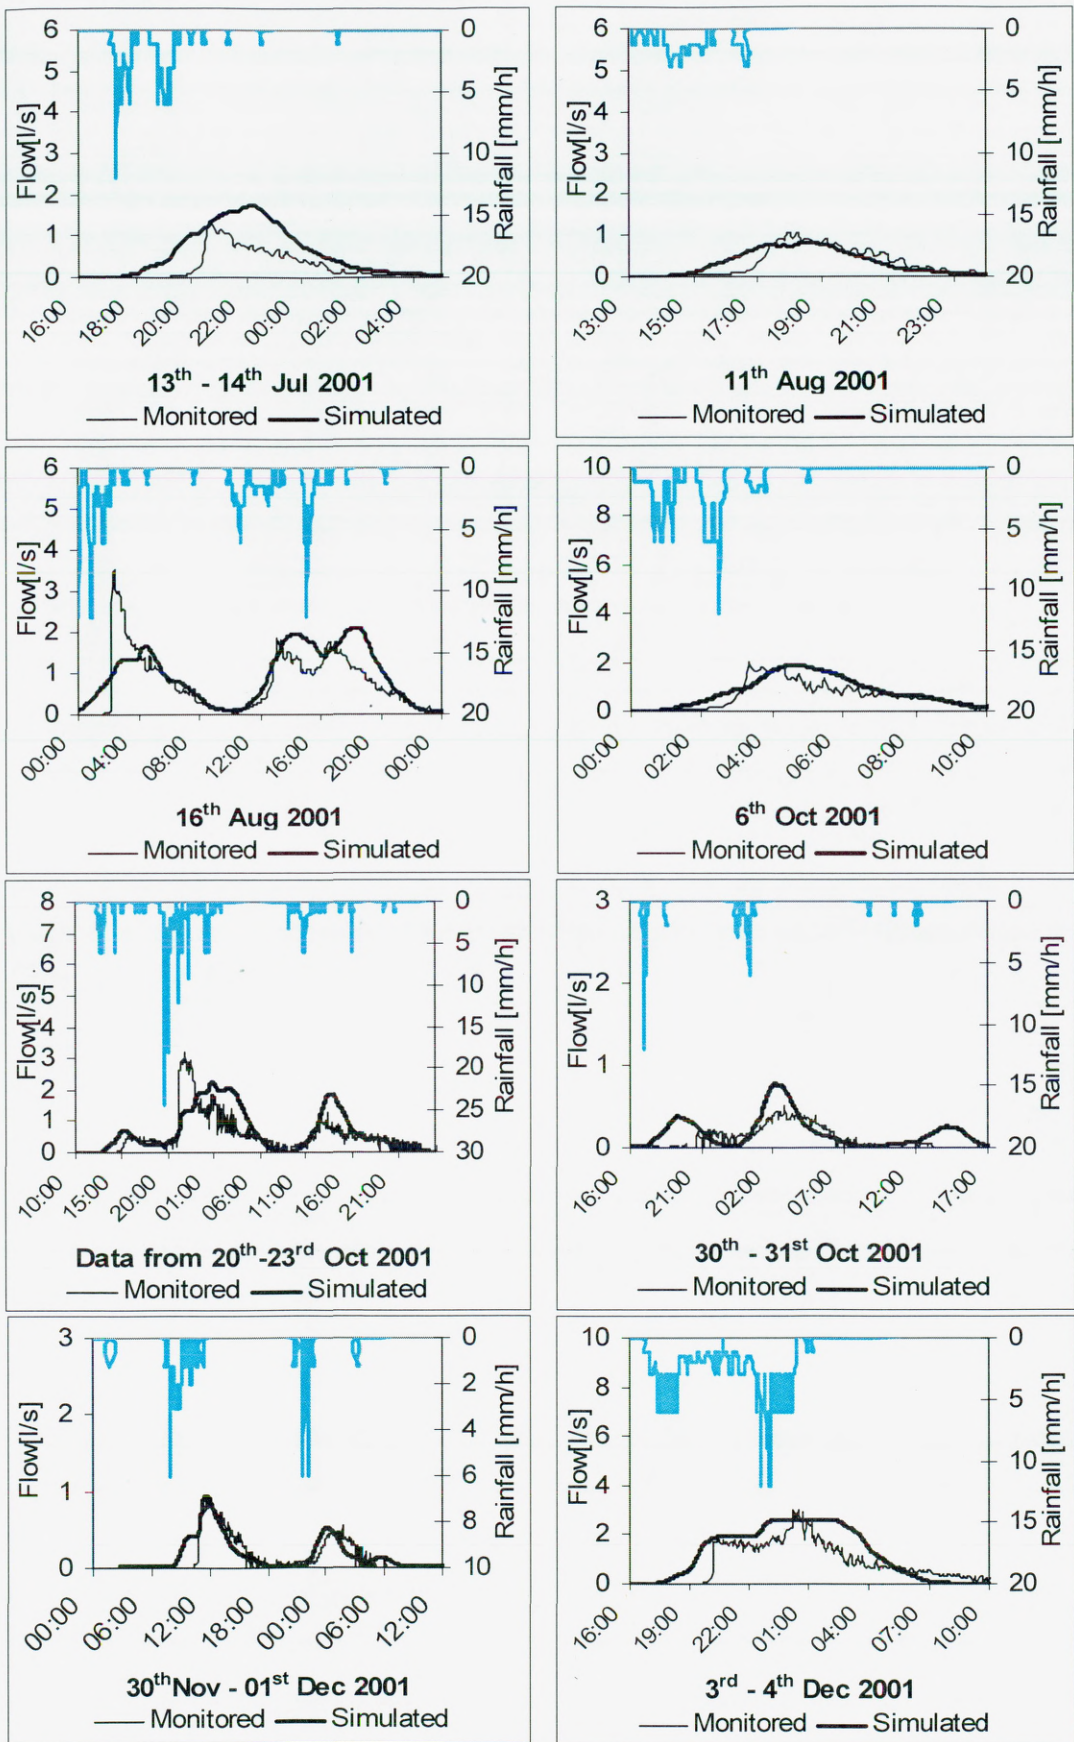 6 5 4 3 2 1 0
Flow[l/s]
0 5 10 15 20
Rainfall [mm/h]
16:00 18:00 20:00 22:00 00:00 02:00 04:00
13th - 14th Jul 2001
Monitored Simulated
6 5 4 3 2 1 0
Flow[l/s]
0 5 10 15 20
Rainfall [mm/h]
13:00 15:00 17:00 19:00 21:00 23:00
11th Aug 2001
Monitored Simulated
6 5 4 3 2 1 0
Flow[l/s]
0 5 10 15 20
Rainfall [mm/h]
00:00 04:00 08:00 12:00 16:00 20:00 00:00
16th Aug 2001
Monitored Simulated
10 8 6 4 2 0
Flow[l/s]
0 5 10 15 20
Rainfall [mm/h]
00:00 02:00 04:00 06:00 08:00 10:00
6th Oct 2001
Monitored Simulated
8 7 6 5 4 3 2 1 0
Flow[l/s]
0 5 10 15 20 25 30
Rainfall [mm/h]
10:00 15:00 20:00 01:00 06:00 11:00 16:00 21:00
Data from 20th-23rd Oct 2001
Monitored Simulated
3 2 1 0
Flow[l/s]
0 5 10 15 20
Rainfall [mm/h]
16:00 21:00 02:00 07:00 12:00 17:00
30th - 31st Oct 2001
Monitored Simulated
3 2 1 0
Flow[l/s]
0 2 4 6 8 10
Rainfall [mm/h]
00:00 06:00 12:00 18:00 00:00 06:00 12:00
30thNov - 01st Dec 2001
Monitored Simulated
10 8 6 4 2 0
Flow[l/s]
0 5 10 15 20
Rainfall [mm/h]
16:00 19:00 22:00 01:00 04:00 07:00 10:00
3rd - 4th Dec 2001
Monitored Simulated